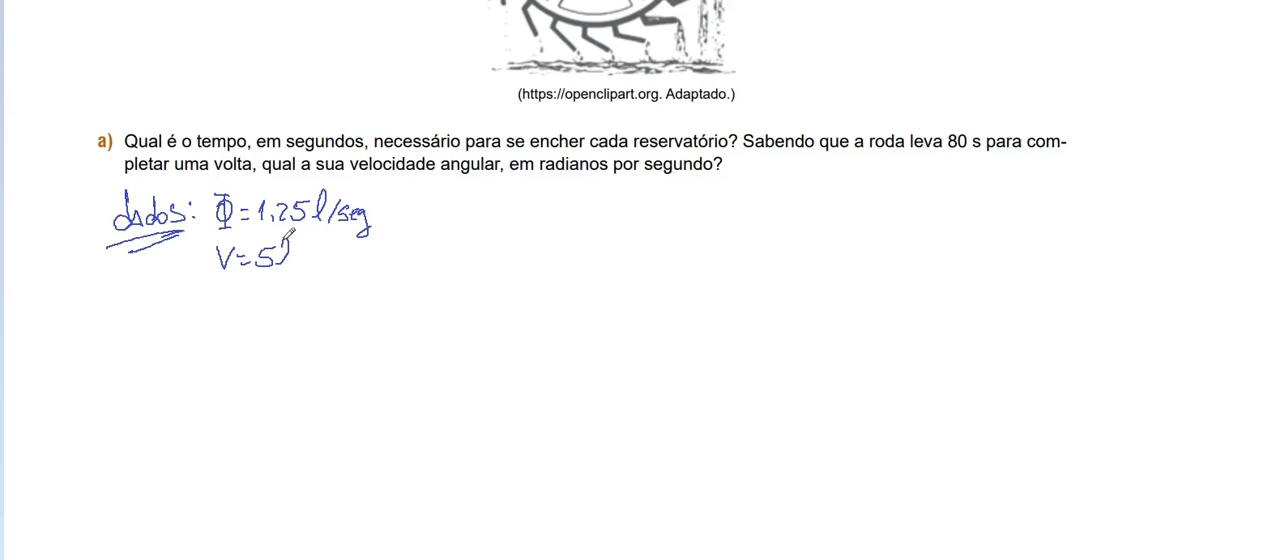 (https://openclipart.org. Adaptado.)
a) Qual é o tempo, em segundos, necessário para se encher cada reservatório? Sabendo que a roda leva 80 s para com-
pletar uma volta, qual a sua velocidade angular, em radianos por segundo?
dados: Φ = 1,25 l/seg
V = 5